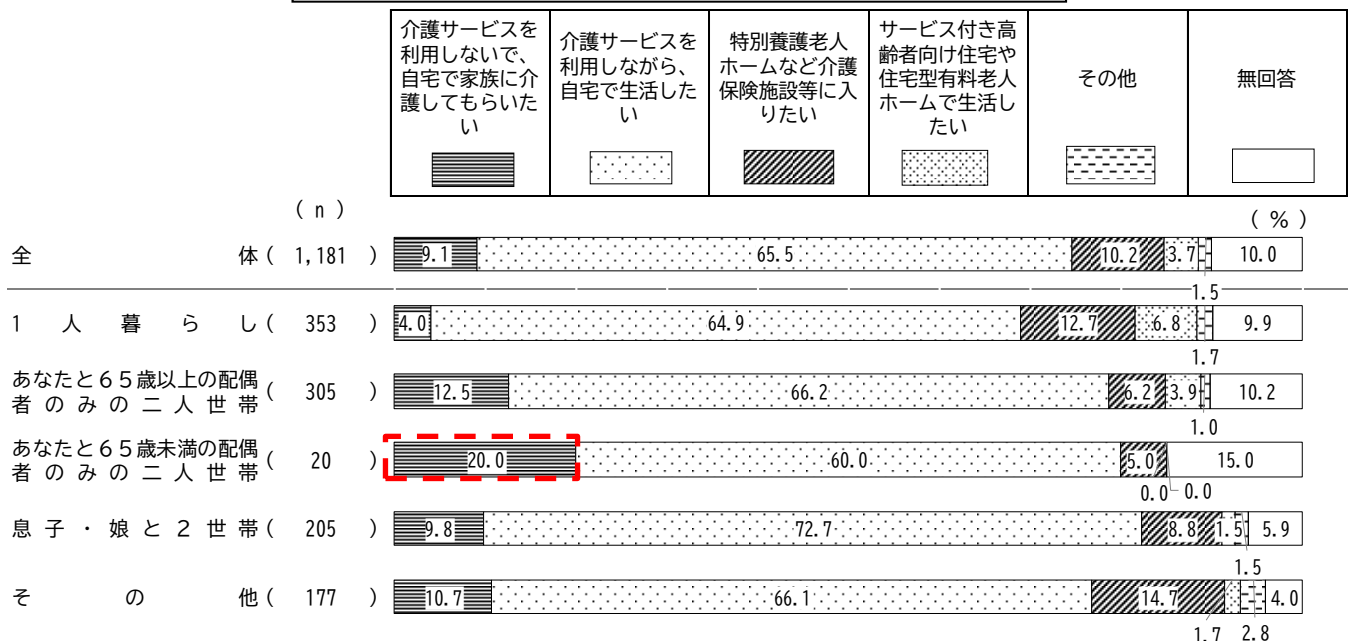 介護サービスを
利用しないで、
自宅で家族に介
護してもらいた
い
介護サービスを
利用しながら、
自宅で生活した
い
特別養護老人
ホームなど介護
保険施設等に入
りたい
サービス付き高
齢者向け住宅や
住宅型有料老人
ホームで生活し
たい
その他
無回答
(n)
(%)
全体(1,181) 9.1 65.5 10.2 3.7 10.0
1.5
1人暮らし(353) 4.0 64.9 12.7 6.8 9.9
1.7
あなたと65歳以上の配偶
者のみの二人世帯(305) 12.5 66.2 6.2 3.9 10.2
1.0
あなたと65歳未満の配偶
者のみの二人世帯(20) 20.0 60.0 5.0 15.0
0.0 0.0
息子・娘と2世帯(205) 9.8 72.7 8.8 1.5 5.9
1.5
その他(177) 10.7 66.1 14.7 4.0
1.7 2.8